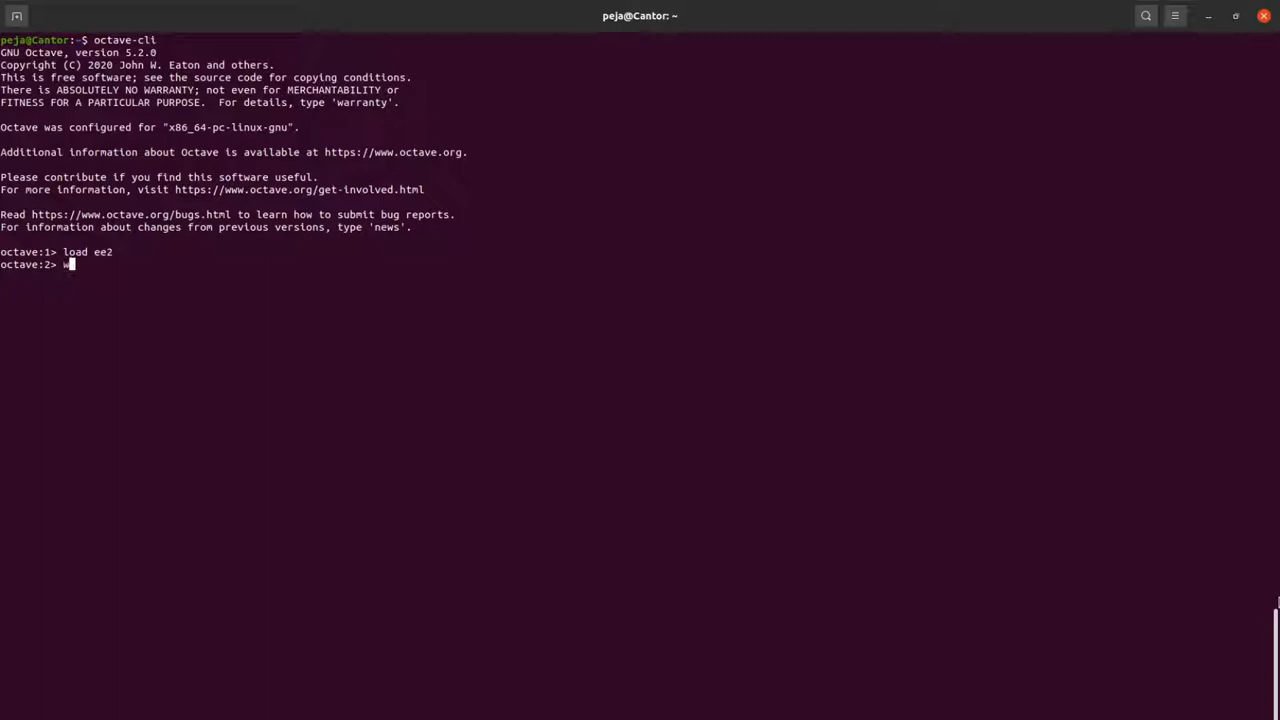 peja@Cantor: ~
peja@Cantor:~$ octave-cli
GNU Octave, version 5.2.0
Copyright (C) 2020 John W. Eaton and others.
This is free software; see the source code for copying conditions.
There is ABSOLUTELY NO WARRANTY; not even for MERCHANTABILITY or
FITNESS FOR A PARTICULAR PURPOSE.  For details, type 'warranty'.
Octave was configured for "x86_64-pc-linux-gnu".
Additional information about Octave is available at https://www.octave.org.
Please contribute if you find this software useful.
For more information, visit https://www.octave.org/get-involved.html
Read https://www.octave.org/bugs.html to learn how to submit bug reports.
For information about changes from previous versions, type 'news'.
octave:1> load ee2
octave:2> w